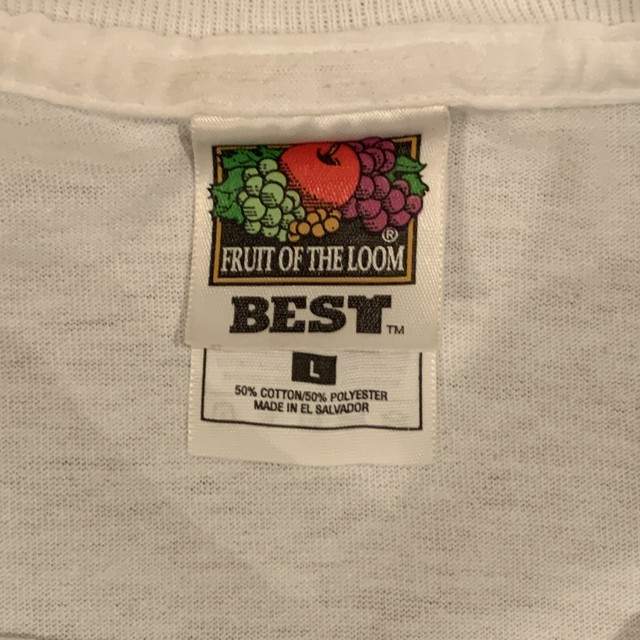 ®
FRUIT OF THE LOOM
BEST™
L
50% COTTON/50% POLYESTER
MADE IN EL SALVADOR